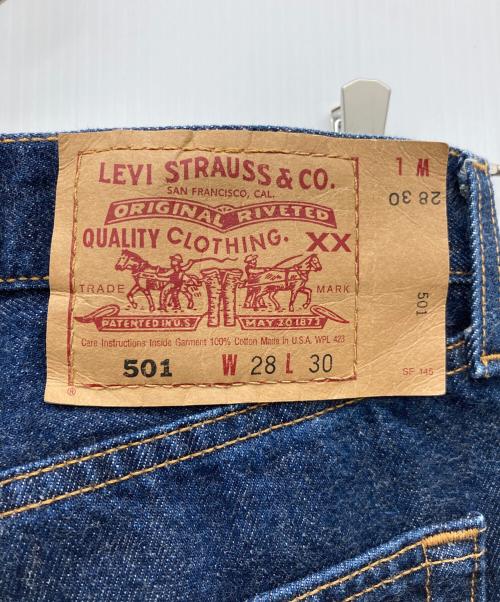 LEVI STRAUSS & CO.
SAN FRANCISCO, CAL.
ORIGINAL RIVETED
QUALITY CLOTHING. XX
TRADE MARK
PATENTED IN U.S. MAY 20 1873
Care Instructions Inside Garment 100% Cotton Made in U.S.A. WPL 423
501 W 28 L 30
®
W L
28 30
501
SF 145